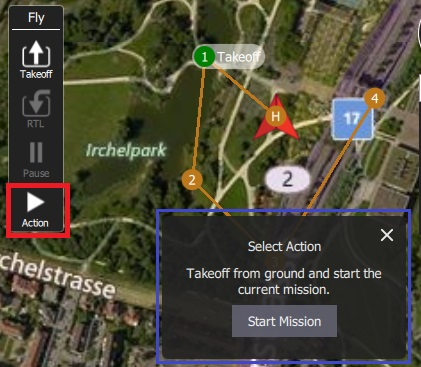 Fly
Takeoff
RTL
Pause
Action
1 Takeoff
H
4
17
Irchelpark
2
2
chelstrasse
Select Action
Takeoff from ground and start the
current mission.
Start Mission